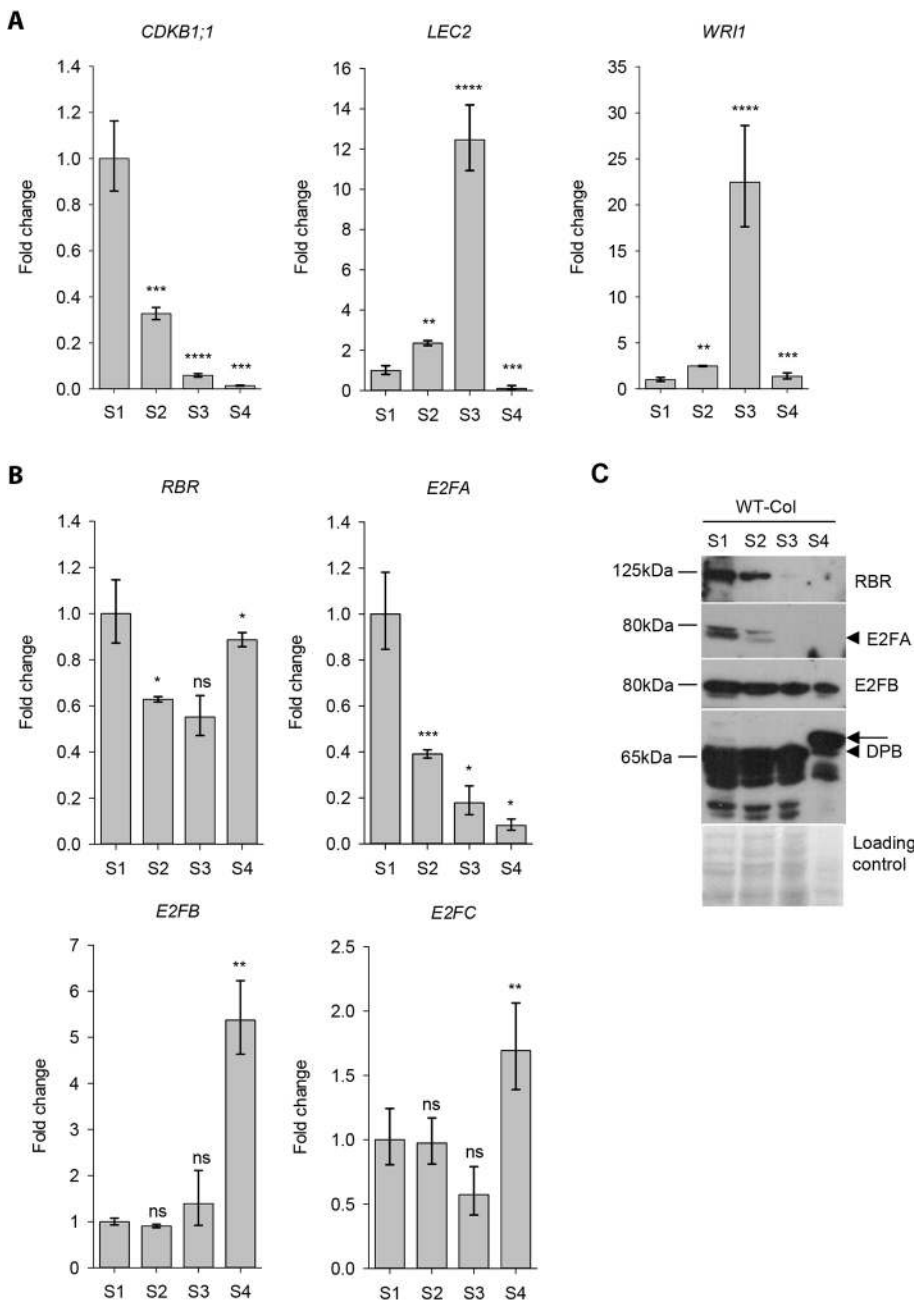 A
CDKB1;1
LEC2
WRI1
Fold change
1.4
1.2
1.0
0.8
0.6
0.4
0.2
0.0
***
****
***
S1 S2 S3 S4
Fold change
16
14
12
10
8
6
4
2
0
**
****
***
S1 S2 S3 S4
Fold change
35
30
25
20
15
10
5
0
**
****
***
S1 S2 S3 S4
B
RBR
E2FA
Fold change
1.4
1.2
1.0
0.8
0.6
0.4
0.2
0.0
*
ns
*
S1 S2 S3 S4
Fold change
1.4
1.2
1.0
0.8
0.6
0.4
0.2
0.0
***
*
*
S1 S2 S3 S4
E2FB
E2FC
Fold change
7
6
5
4
3
2
1
0
ns
ns
**
S1 S2 S3 S4
Fold change
2.5
2.0
1.5
1.0
0.5
0.0
ns
ns
**
S1 S2 S3 S4
C
WT-Col
S1 S2 S3 S4
125kDa RBR
80kDa E2FA
80kDa E2FB
65kDa DPB
Loading
control